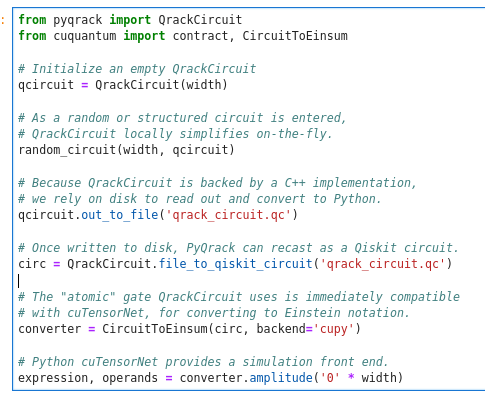 from pyqrack import QrackCircuit
from cuquantum import contract, CircuitToEinsum
# Initialize an empty QrackCircuit
qcircuit = QrackCircuit(width)
# As a random or structured circuit is entered,
# QrackCircuit locally simplifies on-the-fly.
random_circuit(width, qcircuit)
# Because QrackCircuit is backed by a C++ implementation,
# we rely on disk to read out and convert to Python.
qcircuit.out_to_file('qrack_circuit.qc')
# Once written to disk, PyQrack can recast as a Qiskit circuit.
circ = QrackCircuit.file_to_qiskit_circuit('qrack_circuit.qc')
# The "atomic" gate QrackCircuit uses is immediately compatible
# with cuTensorNet, for converting to Einstein notation.
converter = CircuitToEinsum(circ, backend='cupy')
# Python cuTensorNet provides a simulation front end.
expression, operands = converter.amplitude('0' * width)